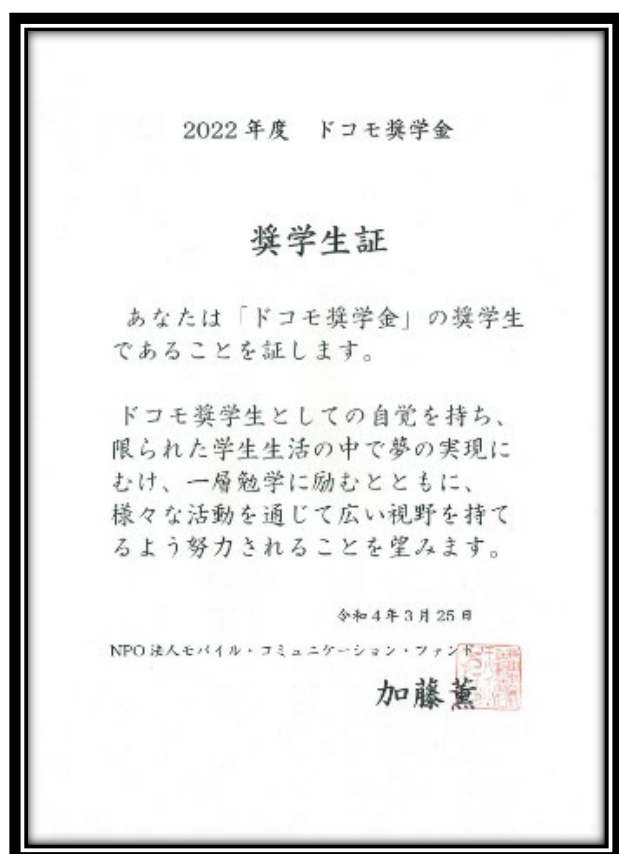 2022年度　ドコモ奨学金
奨学生証
あなたは「ドコモ奨学金」の奨学生
であることを証します。
ドコモ奨学生としての自覚を持ち、
限られた学生生活の中で夢の実現に
むけ、一層勉学に励むとともに、
様々な活動を通じて広い視野を持て
るよう努力されることを望みます。
令和4年3月25日
NPO法人モバイル・コミュニケーション・ファンド
加藤薫